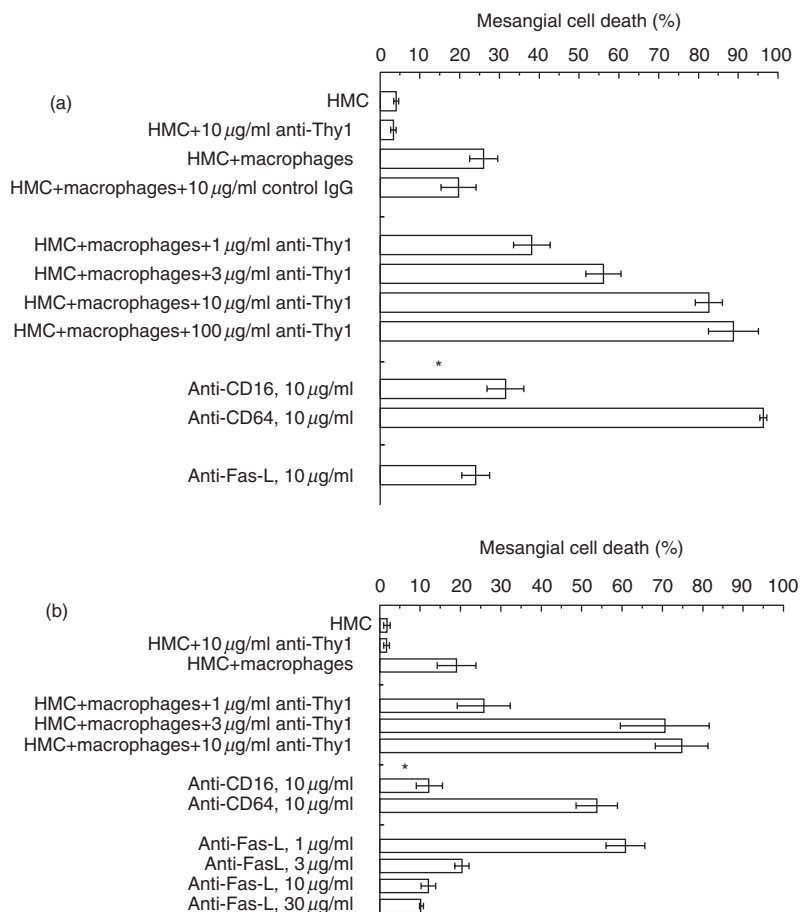 Mesangial cell death (%)
0 10 20 30 40 50 60 70 80 90 100
(a)
HMC
HMC+10 μg/ml anti-Thy1
HMC+macrophages
HMC+macrophages+10 μg/ml control IgG
HMC+macrophages+1 μg/ml anti-Thy1
HMC+macrophages+3 μg/ml anti-Thy1
HMC+macrophages+10 μg/ml anti-Thy1
HMC+macrophages+100 μg/ml anti-Thy1
*
Anti-CD16, 10 μg/ml
Anti-CD64, 10 μg/ml
Anti-Fas-L, 10 μg/ml
Mesangial cell death (%)
0 10 20 30 40 50 60 70 80 90 100
(b)
HMC
HMC+10 μg/ml anti-Thy1
HMC+macrophages
HMC+macrophages+1 μg/ml anti-Thy1
HMC+macrophages+3 μg/ml anti-Thy1
HMC+macrophages+10 μg/ml anti-Thy1
*
Anti-CD16, 10 μg/ml
Anti-CD64, 10 μg/ml
Anti-Fas-L, 1 μg/ml
Anti-FasL, 3 μg/ml
Anti-Fas-L, 10 μg/ml
Anti-Fas-L, 30 μg/ml